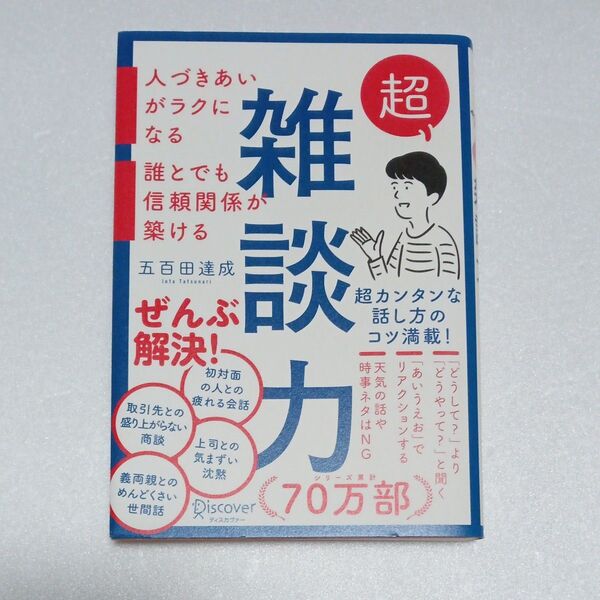 人づきあい
がラクに
なる
誰とでも
信頼関係が
築ける
超
雑談力
五百田達成
Iota Tatsunari
超カンタンな
話し方の
コツ満載！
「どうして？」より
「どうやって？」と聞く
「あいうえお」で
リアクションする
天気の話や
時事ネタはNG
ぜんぶ
解決！
初対面
の人との
疲れる会話
取引先との
盛り上がらない
商談
上司との
気まずい
沈黙
義両親との
めんどくさい
世間話
シリーズ累計
70万部
Discover
ディスカヴァー